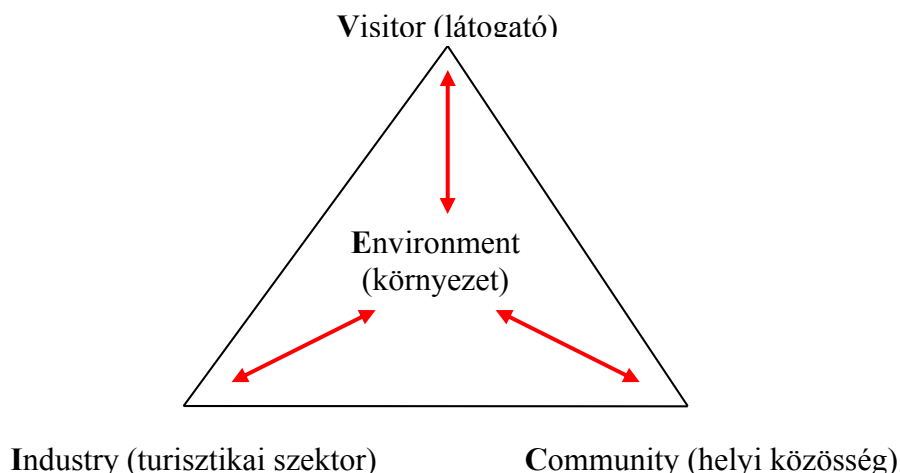 Visitor (látogató)
Environment
(környezet)
Industry (turisztikai szektor)
Community (helyi közösség)